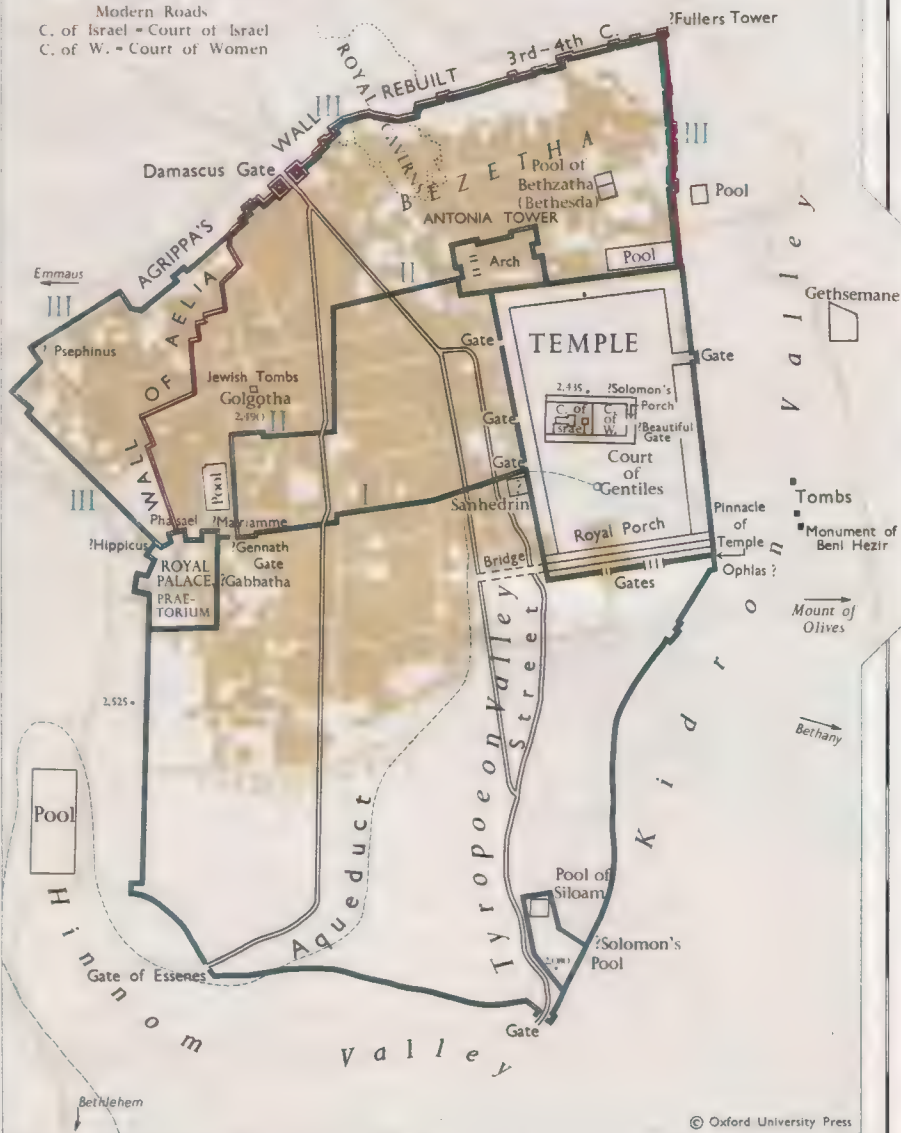 Modern Roads
C. of Israel = Court of Israel
C. of W. = Court of Women
?Fullers Tower
3rd-4th C.
REBUILT
WALL
AGRIPPA'S
III
ROYAL
CAVERNS
BEZETHA
III
Damascus Gate
Pool of
Bethzatha
(Bethesda)
Pool
ANTONIA TOWER
Arch
Pool
II
Emmaus
III
? Psephinus
WALL OF AELIA
Gethsemane
Gate
TEMPLE
Gate
Jewish Tombs
Golgotha
2,490
II
2,435
?Solomon's
Porch
C. of
Israel
C.
of
W.
?Beautiful
Gate
Gate
Court
of
Gentiles
Gate
Sanhedrin
?
I
Pool
III
Tombs
Monument of
Beni Hezir
Pinnacle
of
Temple
Royal Porch
Phasael
?Mariamme
?Hippicus
?Gennath
Gate
?Gabbatha
ROYAL
PALACE
PRAE-
TORIUM
Bridge
Gates
Ophlas ?
Mount of
Olives
Bethany
2,525
Kidron Valley
Tyropoeon Valley
Street
Aqueduct
Pool
Pool of
Siloam
?Solomon's
Pool
Gate of Essenes
Gate
Hinnom
Valley
Bethlehem
© Oxford University Press